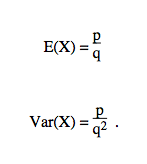 E(X) = p/q
Var(X) = p/q² .